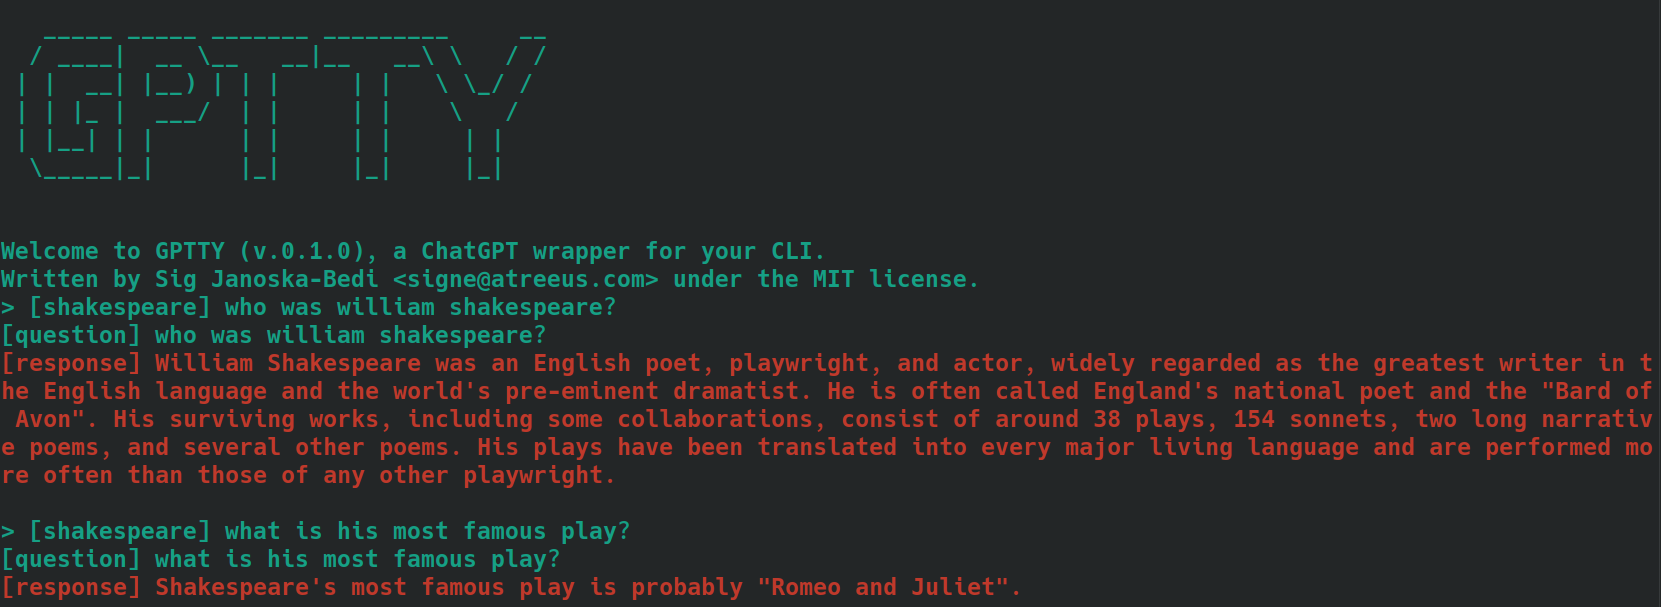 GPTTY
Welcome to GPTTY (v.0.1.0), a ChatGPT wrapper for your CLI.
Written by Sig Janoska-Bedi <signe@atreeus.com> under the MIT license.
> [shakespeare] who was william shakespeare?
[question] who was william shakespeare?
[response] William Shakespeare was an English poet, playwright, and actor, widely regarded as the greatest writer in t
he English language and the world's pre-eminent dramatist. He is often called England's national poet and the "Bard of
 Avon". His surviving works, including some collaborations, consist of around 38 plays, 154 sonnets, two long narrativ
e poems, and several other poems. His plays have been translated into every major living language and are performed mo
re often than those of any other playwright.
> [shakespeare] what is his most famous play?
[question] what is his most famous play?
[response] Shakespeare's most famous play is probably "Romeo and Juliet".